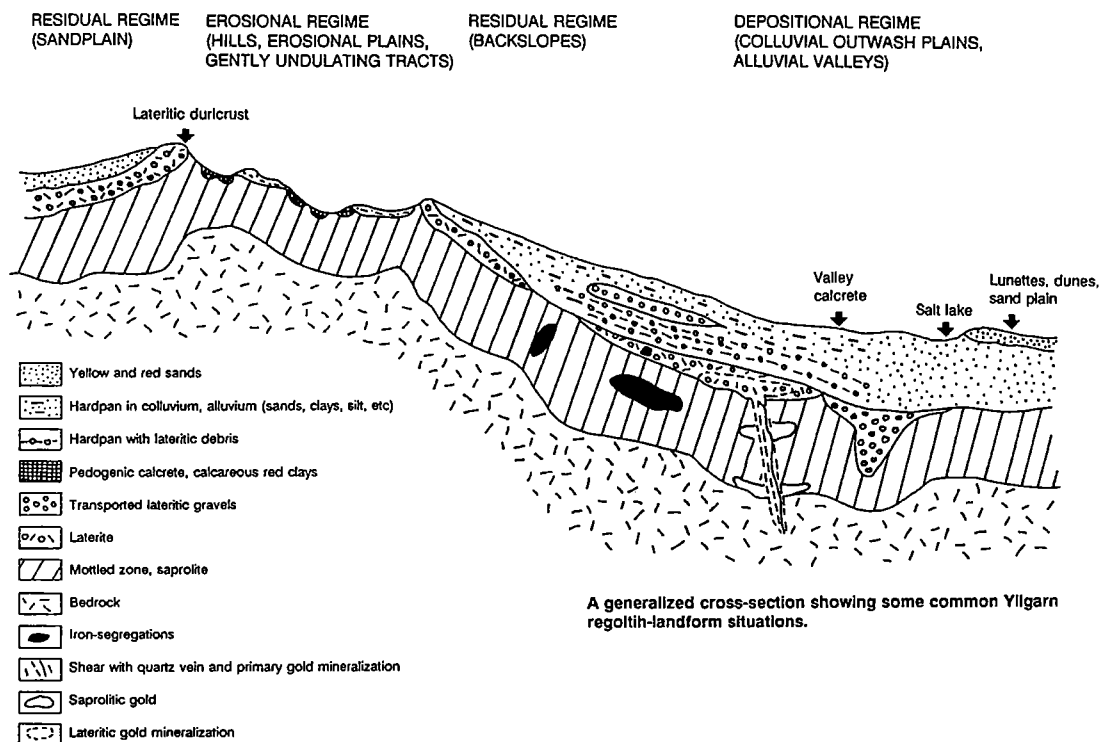 RESIDUAL REGIME
(SANDPLAIN)
EROSIONAL REGIME
(HILLS, EROSIONAL PLAINS,
GENTLY UNDULATING TRACTS)
RESIDUAL REGIME
(BACKSLOPES)
DEPOSITIONAL REGIME
(COLLUVIAL OUTWASH PLAINS,
ALLUVIAL VALLEYS)
Lateritic duricrust
Valley
calcrete
Salt lake
Lunettes, dunes,
sand plain
Yellow and red sands
Hardpan in colluvium, alluvium (sands, clays, silt, etc)
Hardpan with lateritic debris
Pedogenic calcrete, calcareous red clays
Transported lateritic gravels
Laterite
Mottled zone, saprolite
Bedrock
Iron-segregations
Shear with quartz vein and primary gold mineralization
Saprolitic gold
Lateritic gold mineralization
A generalized cross-section showing some common Yilgarn
regoltih-landform situations.